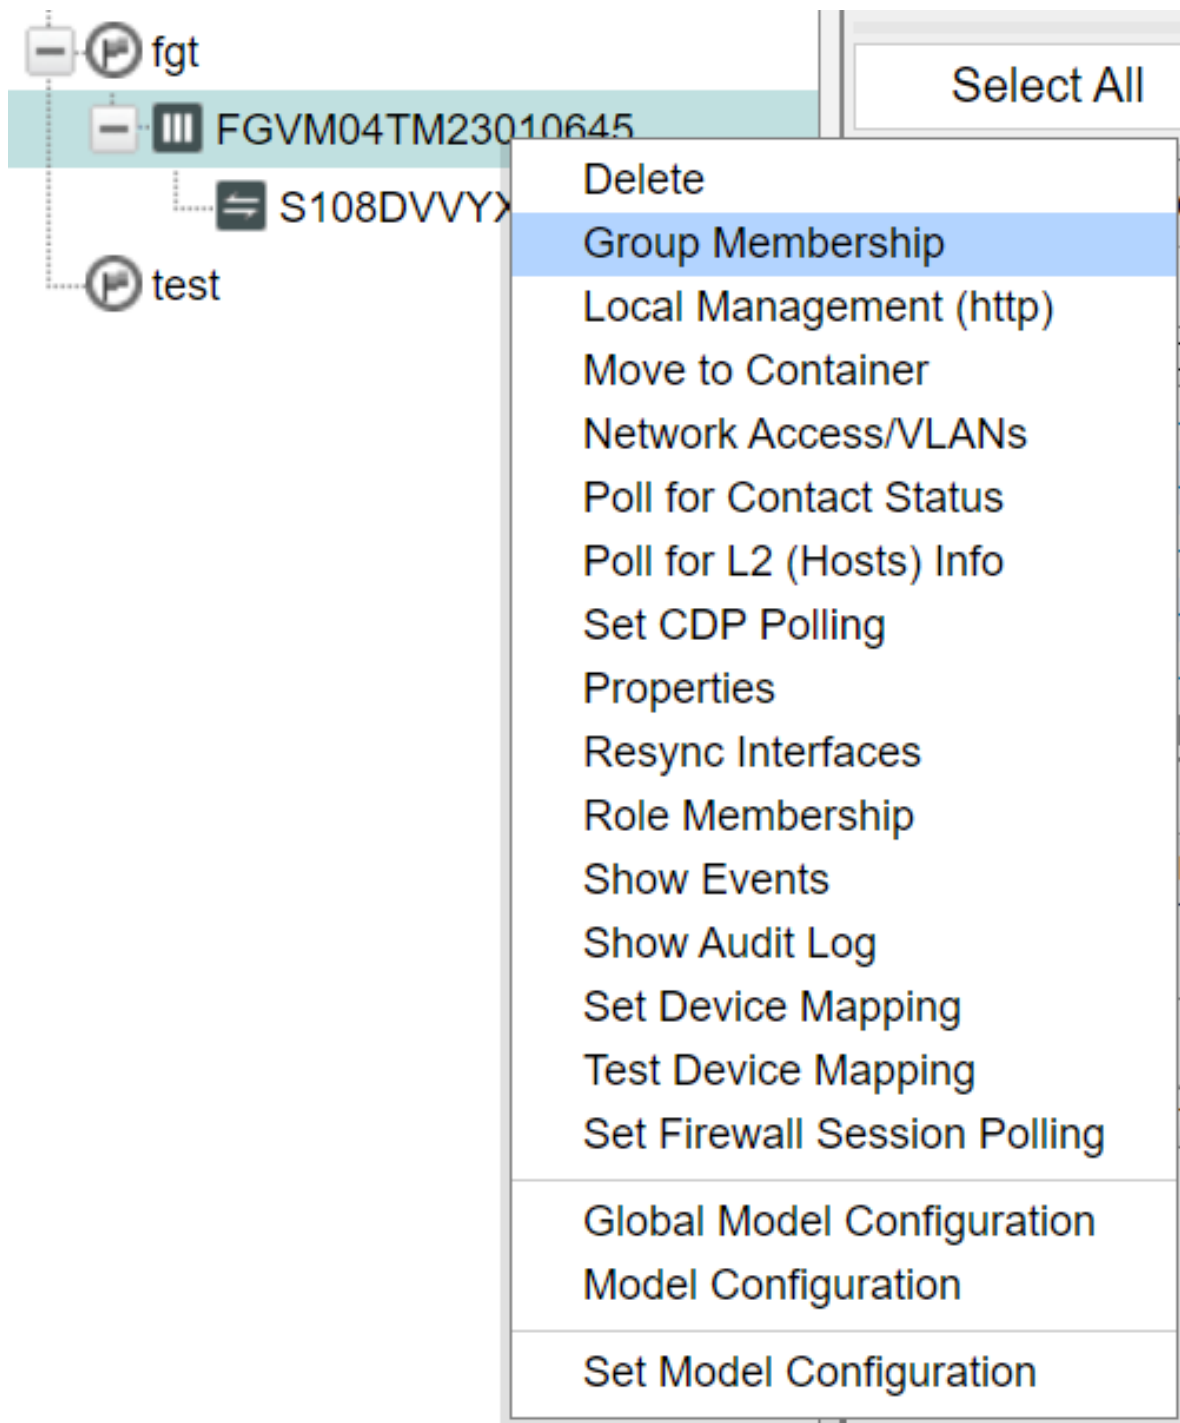 fgt
Select All
FGVM04TM23010645
S108DVVYX
test
Delete
Group Membership
Local Management (http)
Move to Container
Network Access/VLANs
Poll for Contact Status
Poll for L2 (Hosts) Info
Set CDP Polling
Properties
Resync Interfaces
Role Membership
Show Events
Show Audit Log
Set Device Mapping
Test Device Mapping
Set Firewall Session Polling
Global Model Configuration
Model Configuration
Set Model Configuration